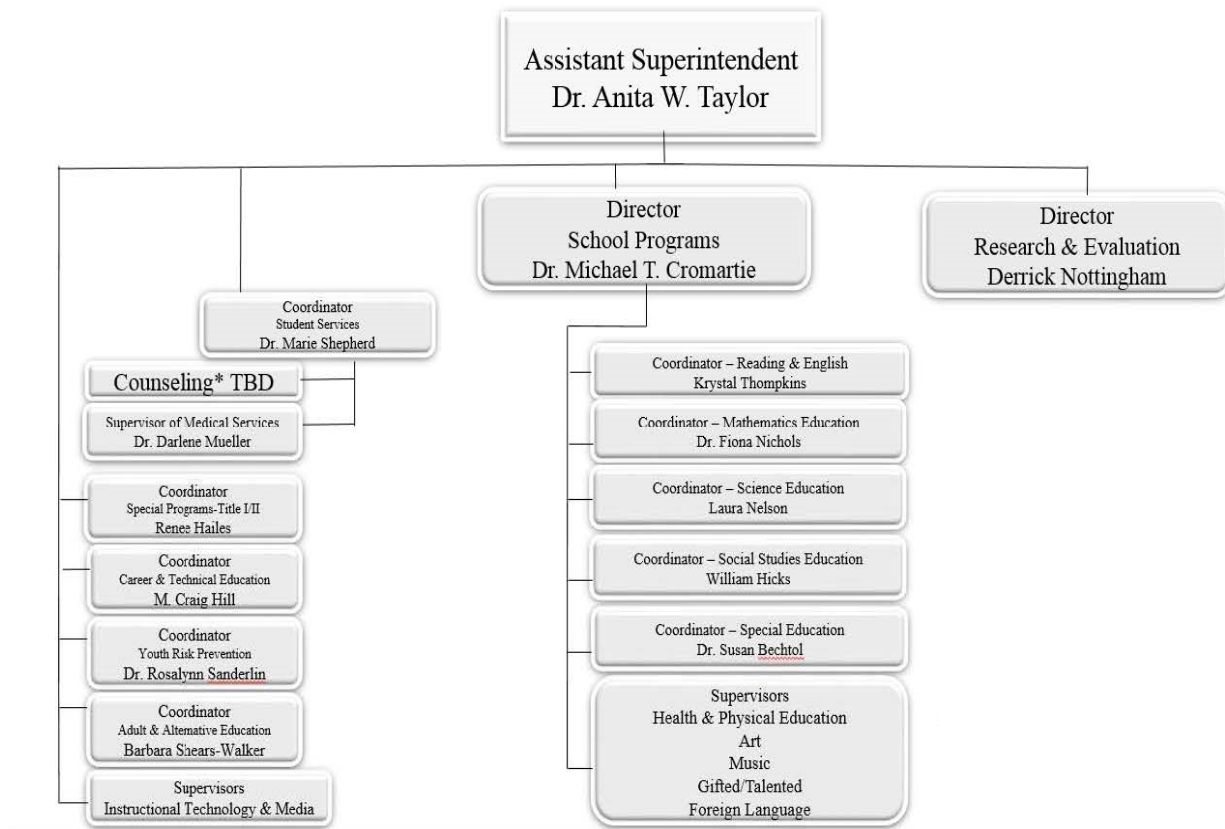 Assistant Superintendent
Dr. Anita W. Taylor
Director
School Programs
Dr. Michael T. Cromartie
Director
Research & Evaluation
Derrick Nottingham
Coordinator
Student Services
Dr. Marie Shepherd
Counseling* TBD
Supervisor of Medical Services
Dr. Darlene Mueller
Coordinator
Special Programs-Title I/II
Renee Hailes
Coordinator
Career & Technical Education
M. Craig Hill
Coordinator
Youth Risk Prevention
Dr. Rosalynn Sanderlin
Coordinator
Adult & Alternative Education
Barbara Shears-Walker
Supervisors
Instructional Technology & Media
Coordinator – Reading & English
Krystal Thompkins
Coordinator – Mathematics Education
Dr. Fiona Nichols
Coordinator – Science Education
Laura Nelson
Coordinator – Social Studies Education
William Hicks
Coordinator – Special Education
Dr. Susan Bechtol
Supervisors
Health & Physical Education
Art
Music
Gifted/Talented
Foreign Language